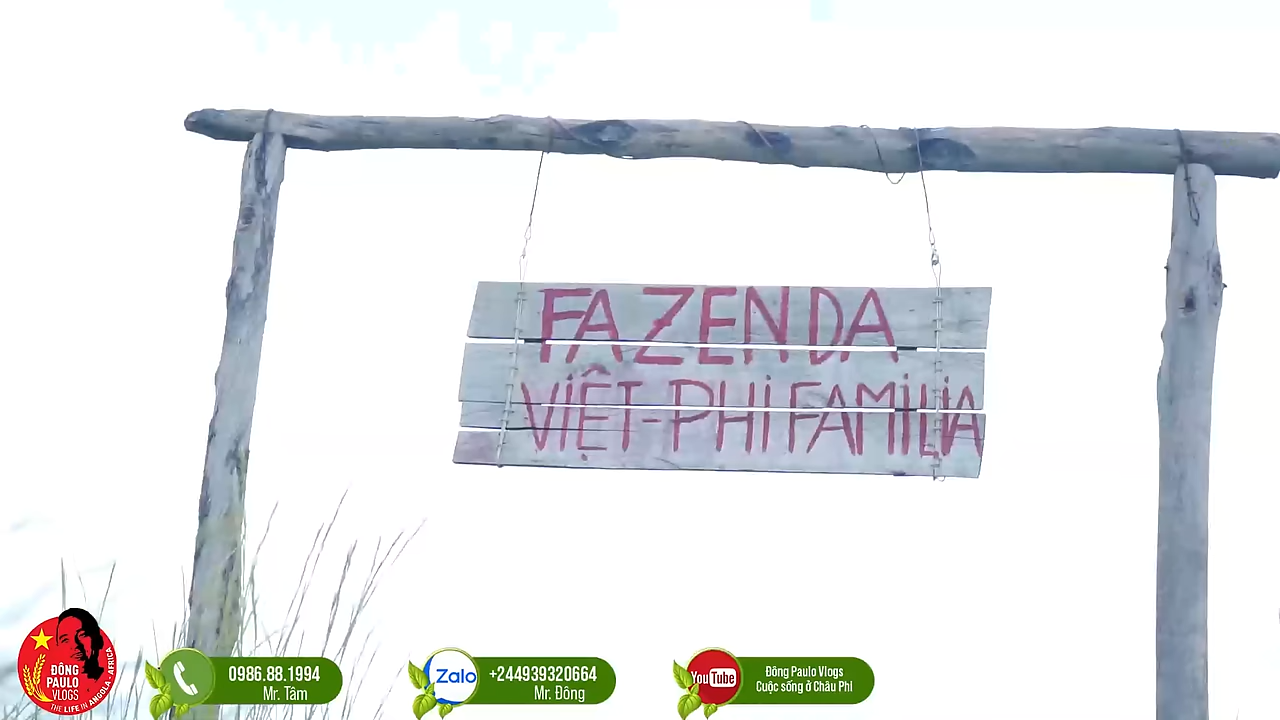 FAZENDA
VIỆT-PHI FAMILIA
ĐÔNG
PAULO
VLOGS
THE LIFE IN ANGOLA - AFRICA
0986.88.1994
Mr. Tâm
Zalo
+244939320664
Mr. Đông
YouTube
Đông Paulo Vlogs
Cuộc sống ở Châu Phi